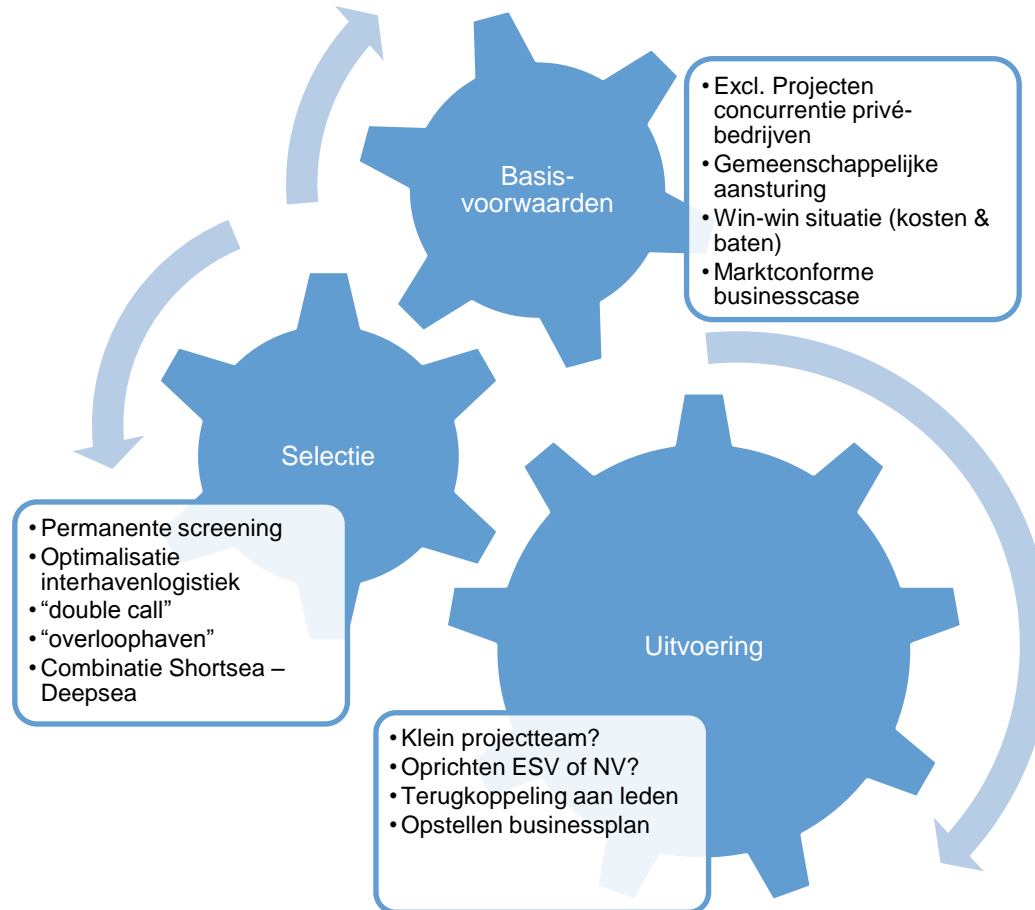 Basis-
voorwaarden
• Excl. Projecten
concurrentie privé-
bedrijven
• Gemeenschappelijke
aansturing
• Win-win situatie (kosten &
baten)
• Marktconforme
businesscase
Selectie
• Permanente screening
• Optimalisatie
interhavenlogistiek
• “double call”
• “overloophaven”
• Combinatie Shortsea –
Deepsea
Uitvoering
• Klein projectteam?
• Oprichten ESV of NV?
• Terugkoppeling aan leden
• Opstellen businessplan